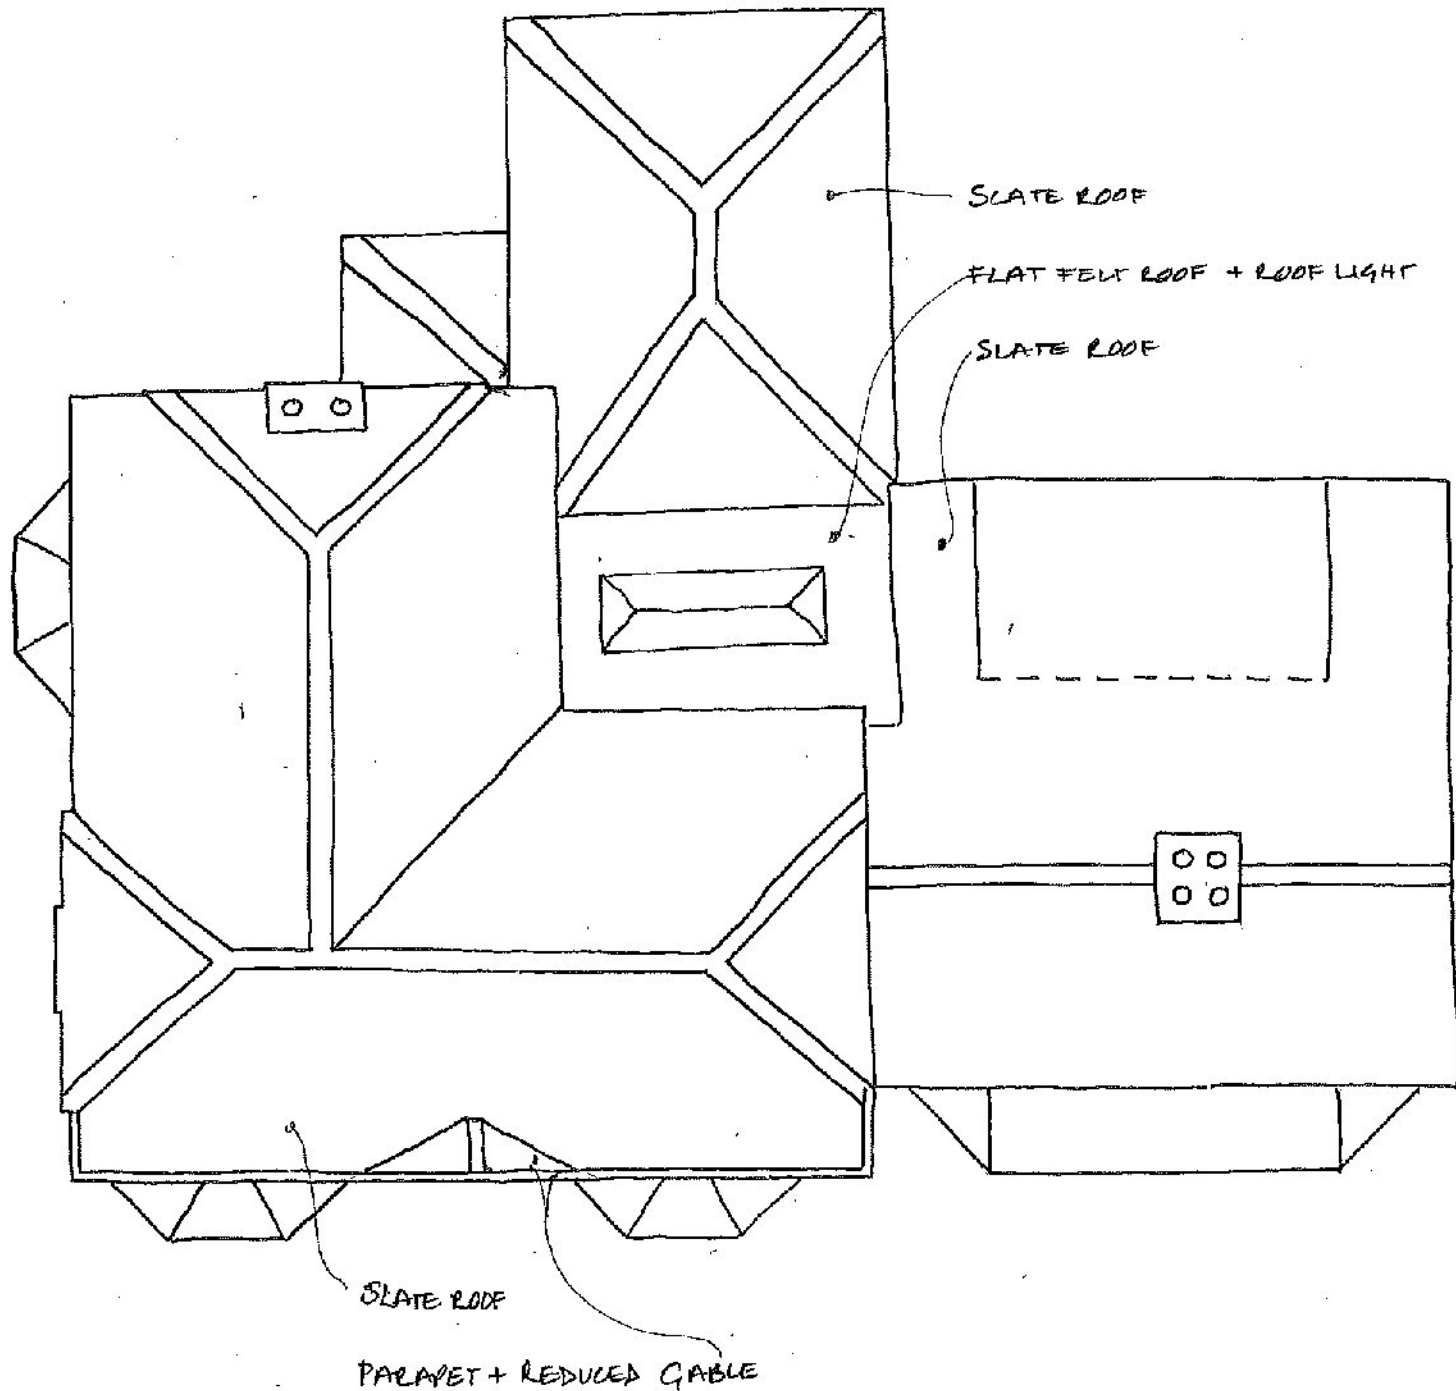 SLATE ROOF
FLAT FELT ROOF + ROOF LIGHT
SLATE ROOF
SLATE ROOF
PARAPET + REDUCED GABLE